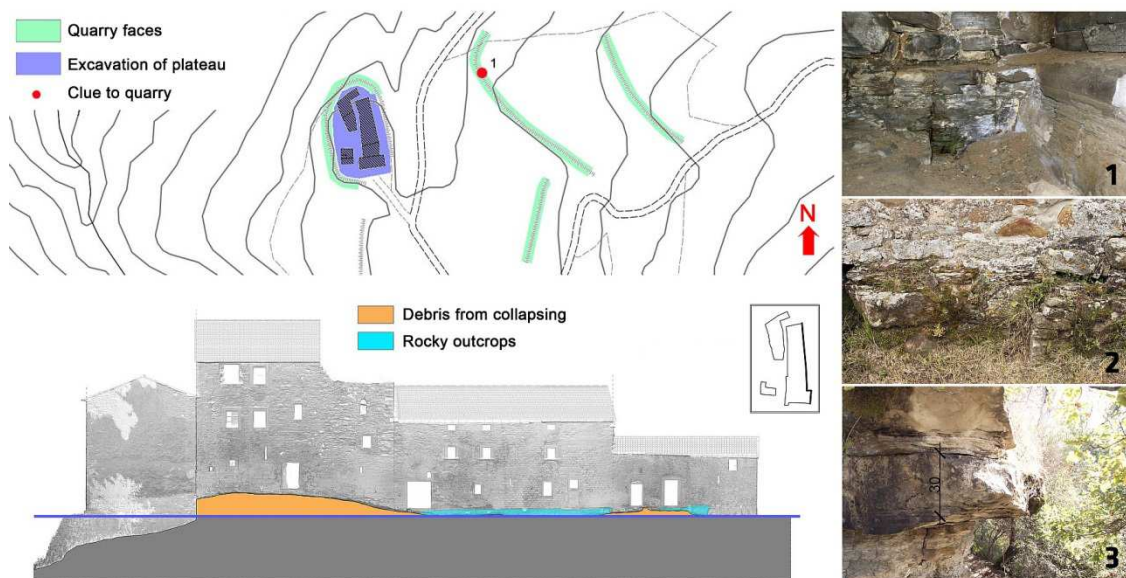 Quarry faces
Excavation of plateau
Clue to quarry
1
N
Debris from collapsing
Rocky outcrops
1
2
30
3